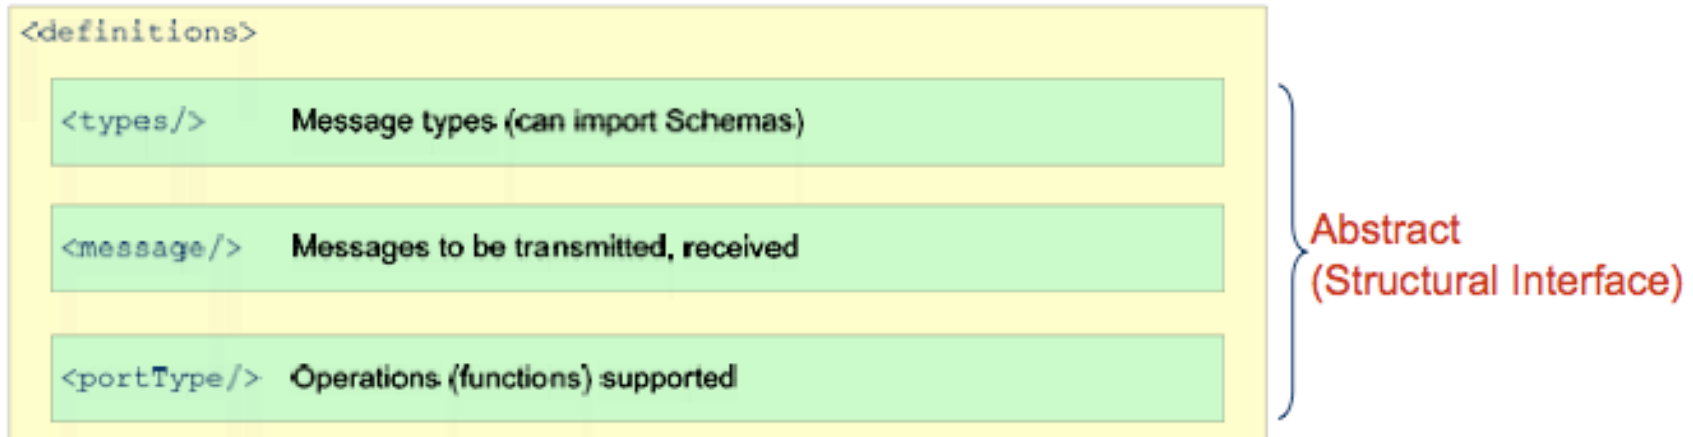 <definitions>
<types/> Message types (can import Schemas)
<message/> Messages to be transmitted, received
<portType/> Operations (functions) supported
Abstract
(Structural Interface)